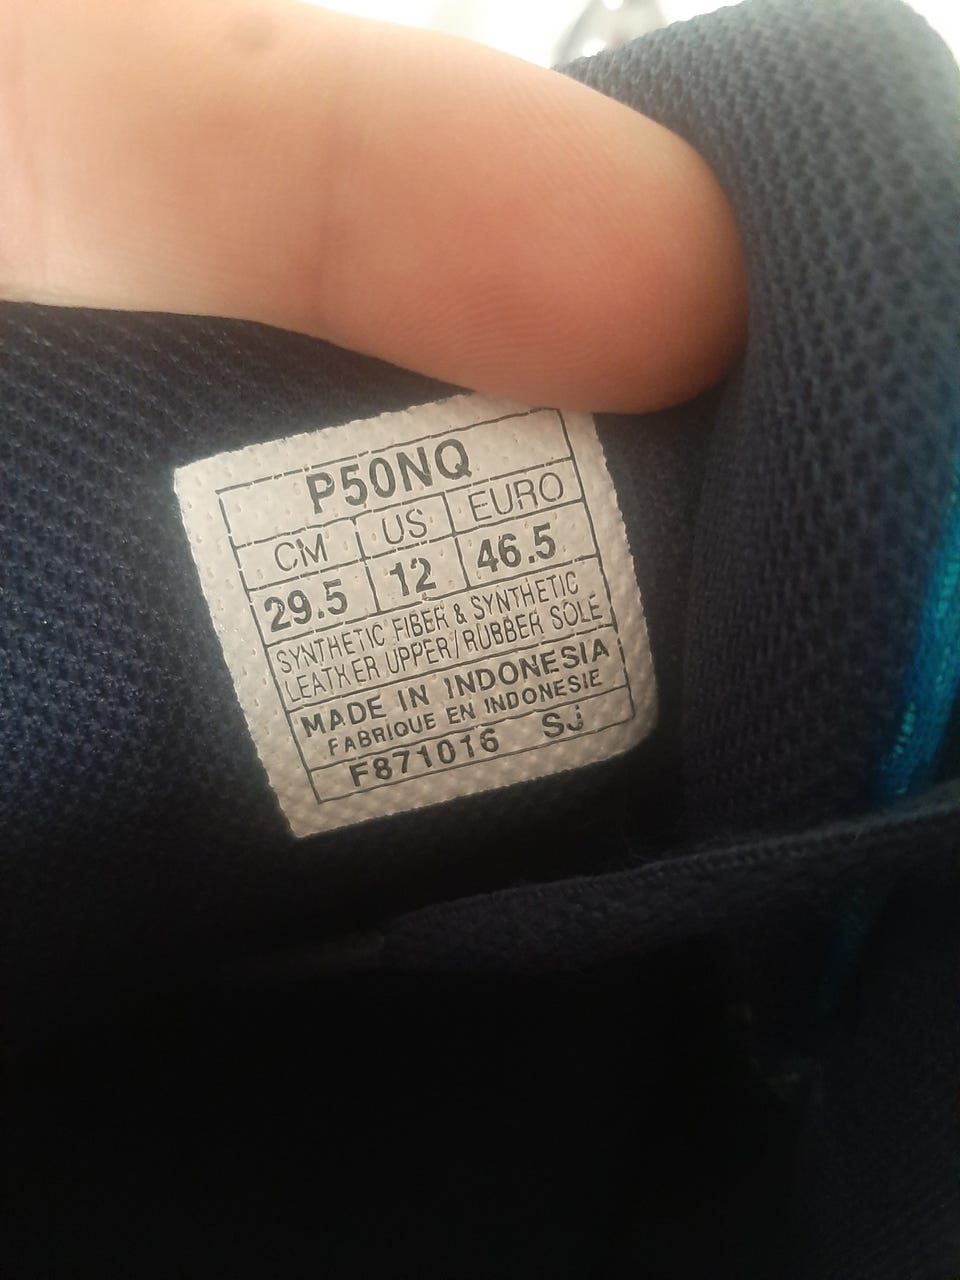 P50NQ
CM US EURO
29.5 12 46.5
SYNTHETIC FIBER & SYNTHETIC
LEATHER UPPER/RUBBER SOLE
MADE IN INDONESIA
FABRIQUE EN INDONESIE
F871016 SJ